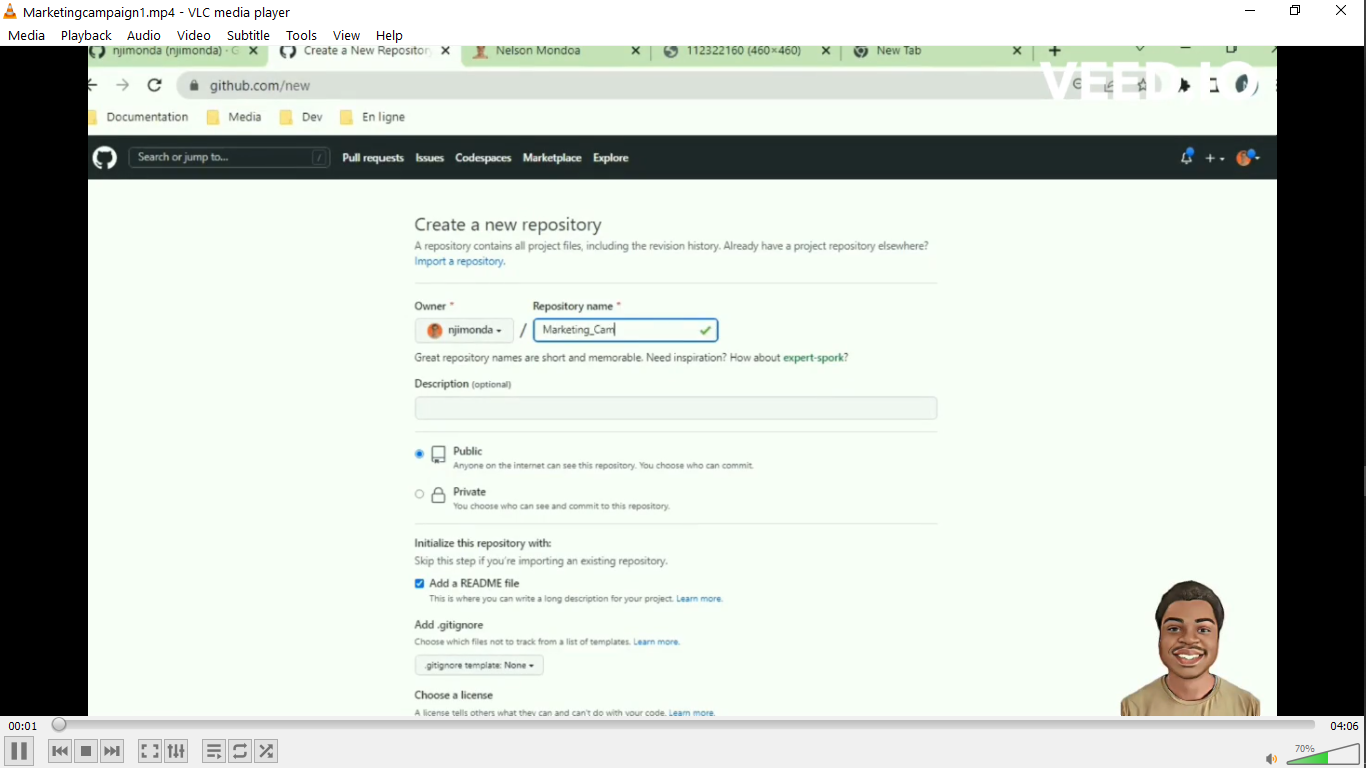 Marketingcampaign1.mp4 - VLC media player
Media Playback Audio Video Subtitle Tools View Help
njimonda (njimonda) · G Create a New Repository Nelson Mondoa 112322160 (460×460) New Tab
github.com/new
VEED.IO
Documentation Media Dev En ligne
Search or jump to... / Pull requests Issues Codespaces Marketplace Explore
Create a new repository
A repository contains all project files, including the revision history. Already have a project repository elsewhere?
Import a repository.
Owner * Repository name *
njimonda / Marketing_Cam
Great repository names are short and memorable. Need inspiration? How about expert-spork?
Description (optional)
Public
Anyone on the internet can see this repository. You choose who can commit.
Private
You choose who can see and commit to this repository.
Initialize this repository with:
Skip this step if you're importing an existing repository.
Add a README file
This is where you can write a long description for your project. Learn more.
Add .gitignore
Choose which files not to track from a list of templates. Learn more.
.gitignore template: None
Choose a license
A license tells others what they can and can't do with your code. Learn more.
00:01 04:06
70%